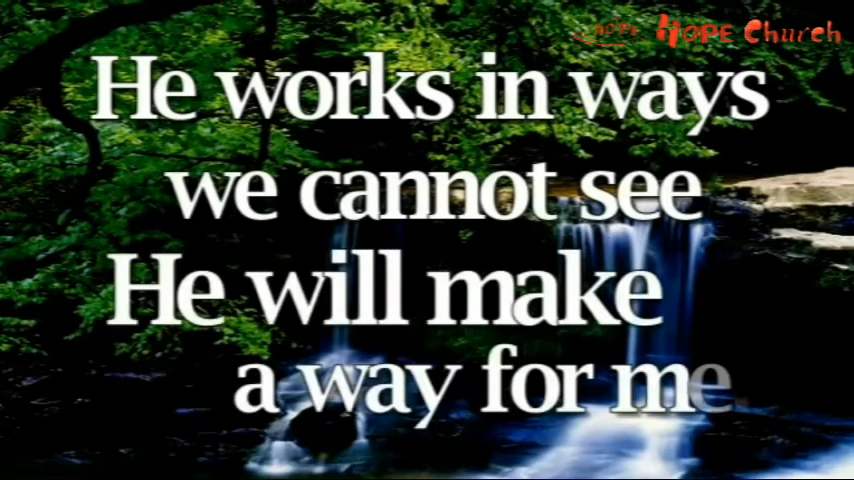 HOPE Church
He works in ways
we cannot see
He will make
a way for me